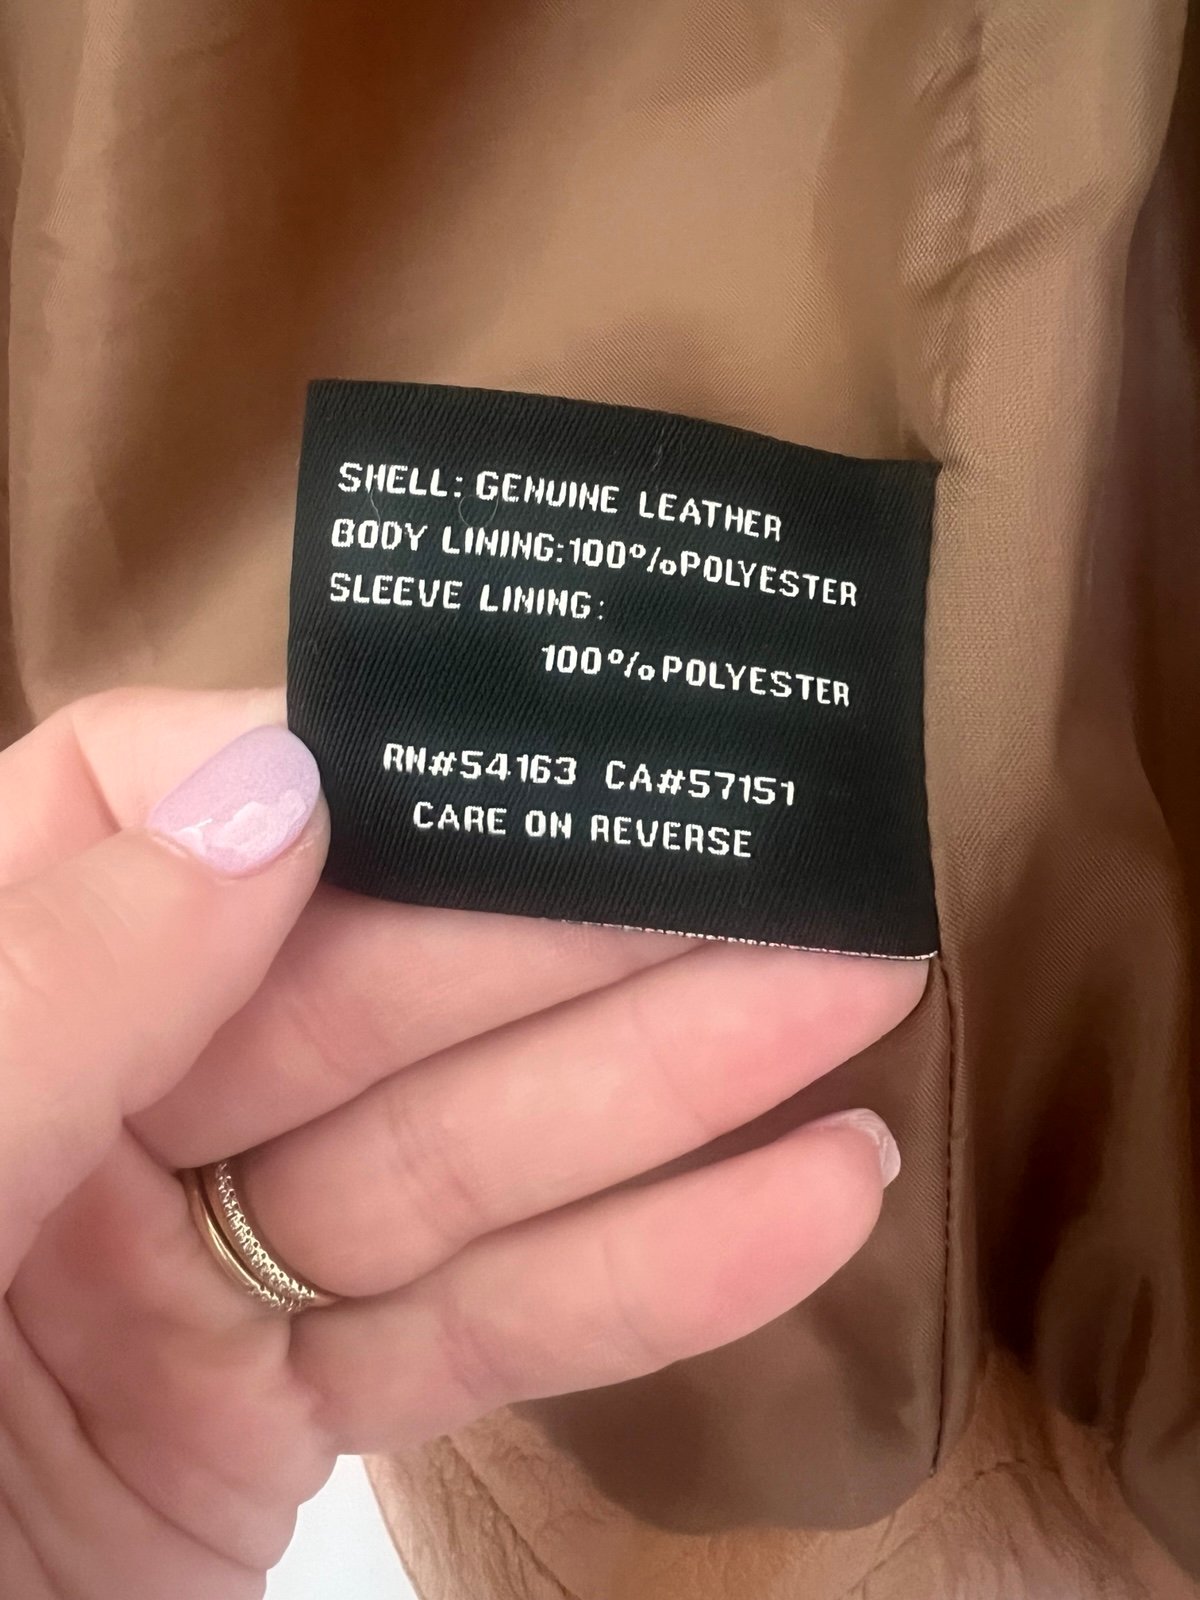 SHELL: GENUINE LEATHER
BODY LINING:100%POLYESTER
SLEEVE LINING:
100%POLYESTER
RN#54163 CA#57151
CARE ON REVERSE